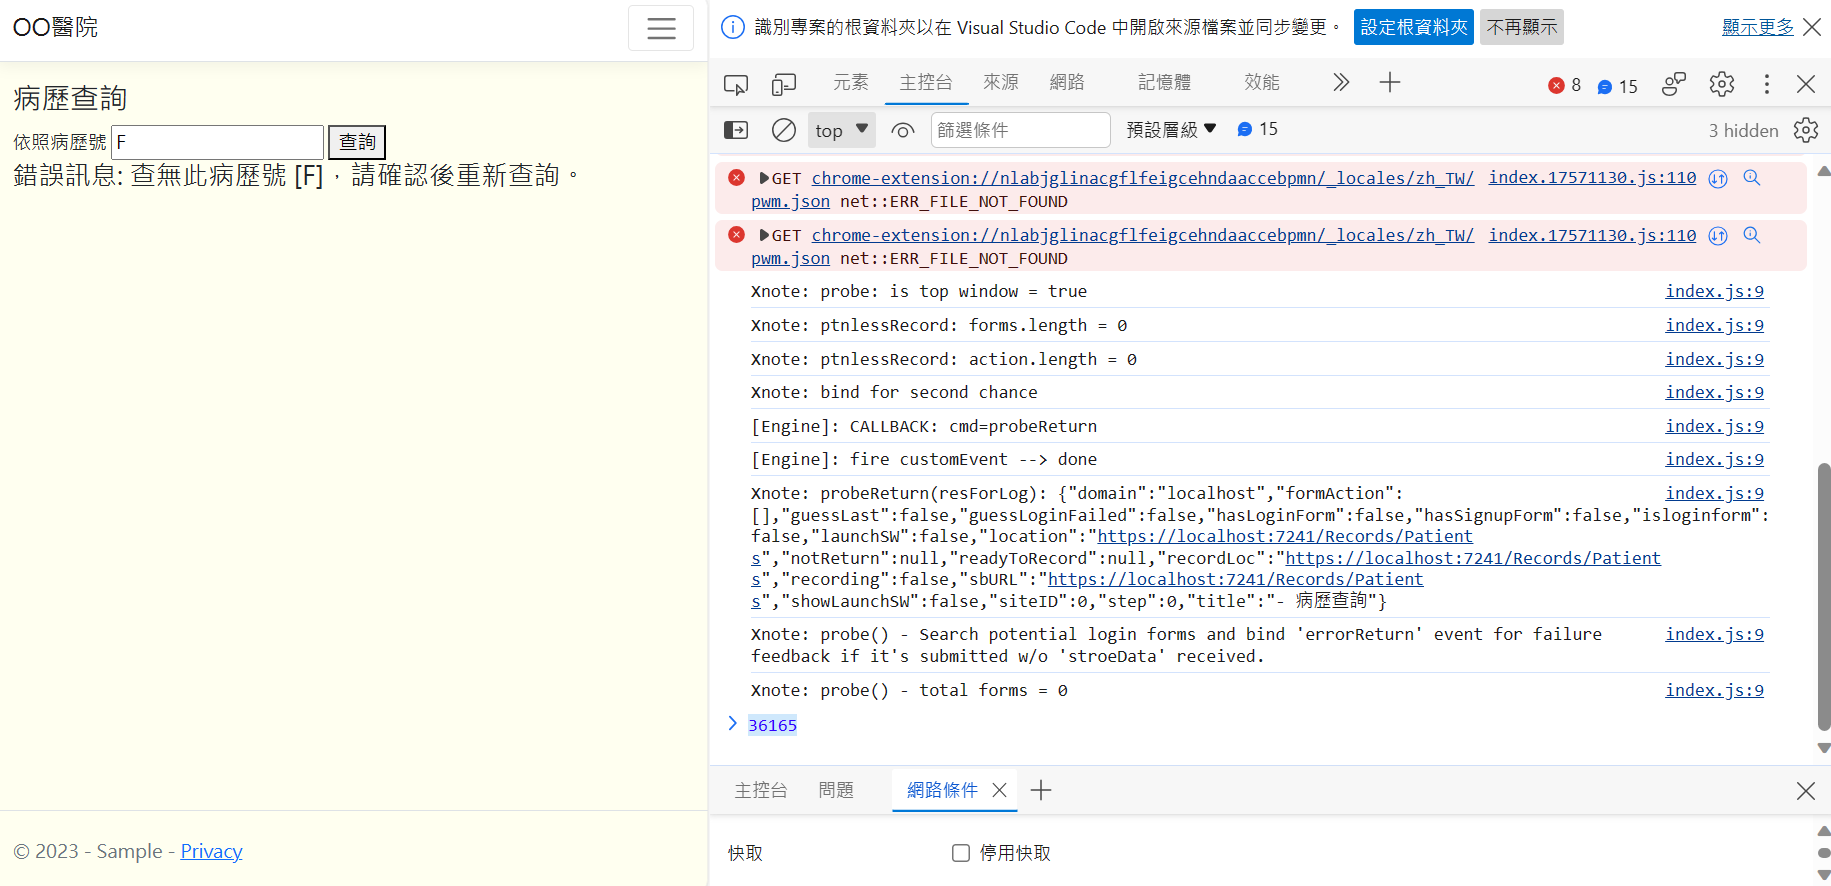 OO醫院
病歷查詢
依照病歷號 F 查詢
錯誤訊息: 查無此病歷號 [F]，請確認後重新查詢。
© 2023 - Sample - Privacy
識別專案的根資料夾以在 Visual Studio Code 中開啟來源檔案並同步變更。 設定根資料夾 不再顯示 顯示更多
元素 主控台 來源 網路 記憶體 效能 8 15
top 篩選條件 預設層級 15 3 hidden
GET chrome-extension://nlabjglinacgflfeigcehndaaccebpmn/_locales/zh_TW/ index.17571130.js:110
pwm.json net::ERR_FILE_NOT_FOUND
GET chrome-extension://nlabjglinacgflfeigcehndaaccebpmn/_locales/zh_TW/ index.17571130.js:110
pwm.json net::ERR_FILE_NOT_FOUND
Xnote: probe: is top window = true index.js:9
Xnote: ptnlessRecord: forms.length = 0 index.js:9
Xnote: ptnlessRecord: action.length = 0 index.js:9
Xnote: bind for second chance index.js:9
[Engine]: CALLBACK: cmd=probeReturn index.js:9
[Engine]: fire customEvent --> done index.js:9
Xnote: probeReturn(resForLog): {"domain":"localhost","formAction": index.js:9
[],"guessLast":false,"guessLoginFailed":false,"hasLoginForm":false,"hasSignupForm":false,"isloginform":
false,"launchSW":false,"location":"https://localhost:7241/Records/Patient
s","notReturn":null,"readyToRecord":null,"recordLoc":"https://localhost:7241/Records/Patient
s","recording":false,"sbURL":"https://localhost:7241/Records/Patient
s","showLaunchSW":false,"siteID":0,"step":0,"title":"- 病歷查詢"}
Xnote: probe() - Search potential login forms and bind 'errorReturn' event for failure index.js:9
feedback if it's submitted w/o 'stroeData' received.
Xnote: probe() - total forms = 0 index.js:9
36165
主控台 問題 網路條件
快取 停用快取